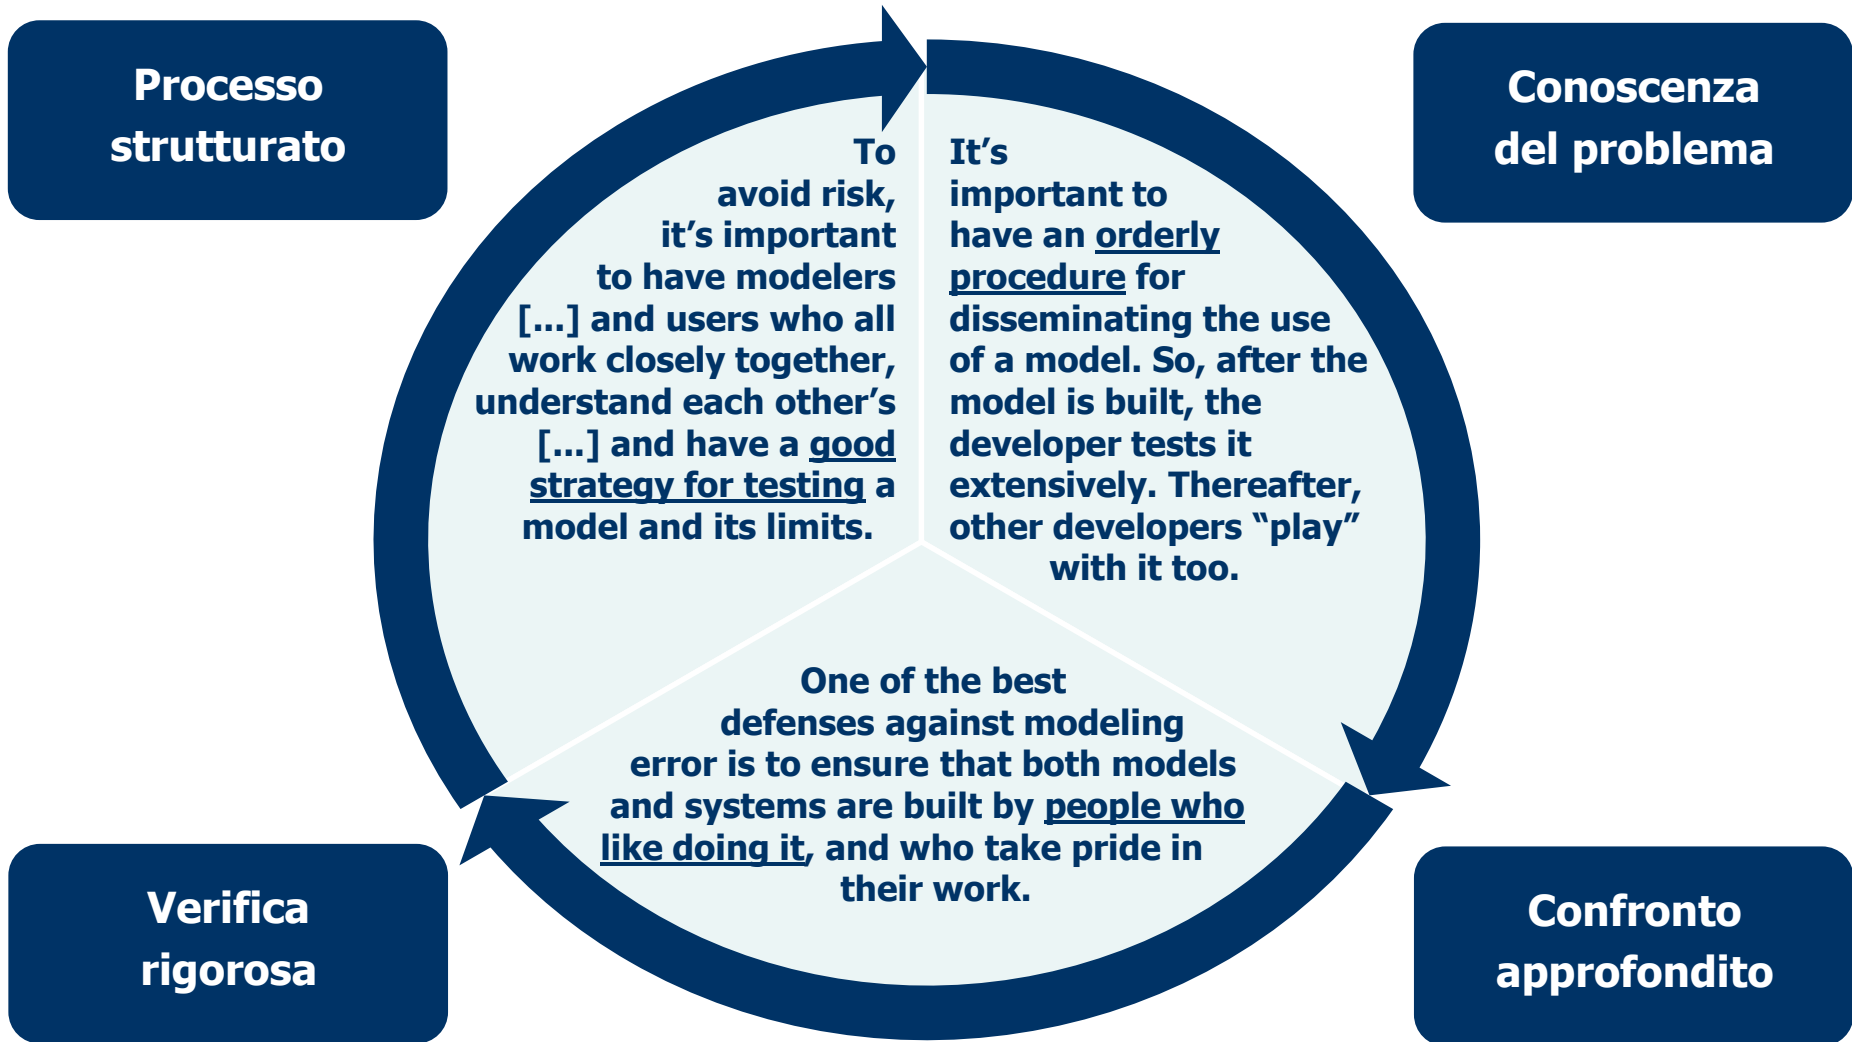 Processo
strutturato
Conoscenza
del problema
To
avoid risk,
it’s important
to have modelers
[…] and users who all
work closely together,
understand each other’s
[…] and have a good
strategy for testing a
model and its limits.
It’s
important to
have an orderly
procedure for
disseminating the use
of a model. So, after the
model is built, the
developer tests it
extensively. Thereafter,
other developers “play”
with it too.
One of the best
defenses against modeling
error is to ensure that both models
and systems are built by people who
like doing it, and who take pride in
their work.
Verifica
rigorosa
Confronto
approfondito